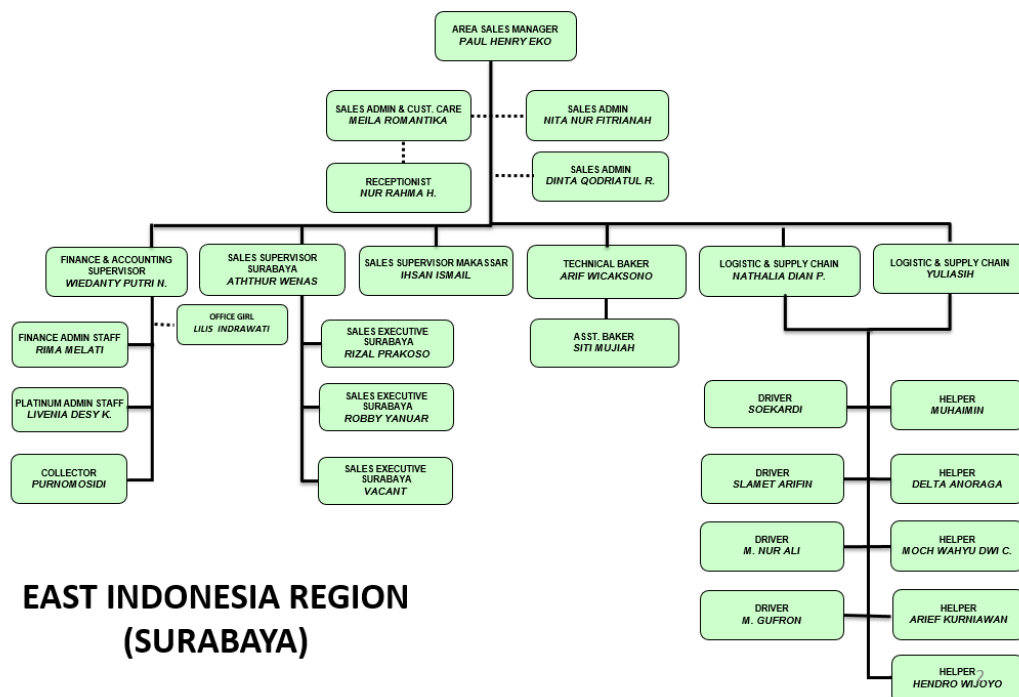 AREA SALES MANAGER
PAUL HENRY EKO
SALES ADMIN & CUST. CARE
MEILA ROMANTIKA
SALES ADMIN
NITA NUR FITRIANAH
RECEPTIONIST
NUR RAHMA H.
SALES ADMIN
DINTA QODRIATUL R.
FINANCE & ACCOUNTING
SUPERVISOR
WIEDANTY PUTRI N.
SALES SUPERVISOR
SURABAYA
ATHTHUR WENAS
SALES SUPERVISOR MAKASSAR
IHSAN ISMAIL
TECHNICAL BAKER
ARIF WICAKSONO
LOGISTIC & SUPPLY CHAIN
NATHALIA DIAN P.
LOGISTIC & SUPPLY CHAIN
YULIASIH
OFFICE GIRL
LILIS INDRAWATI
FINANCE ADMIN STAFF
RIMA MELATI
PLATINUM ADMIN STAFF
LIVENIA DESY K.
COLLECTOR
PURNOMOSIDI
SALES EXECUTIVE
SURABAYA
RIZAL PRAKOSO
SALES EXECUTIVE
SURABAYA
ROBBY YANUAR
SALES EXECUTIVE
SURABAYA
VACANT
ASST. BAKER
SITI MUJIAH
DRIVER
SOEKARDI
HELPER
MUHAIMIN
DRIVER
SLAMET ARIFIN
HELPER
DELTA ANORAGA
DRIVER
M. NUR ALI
HELPER
MOCH WAHYU DWI C.
DRIVER
M. GUFRON
HELPER
ARIEF KURNIAWAN
HELPER
HENDRO WIJOYO
2
EAST INDONESIA REGION
(SURABAYA)